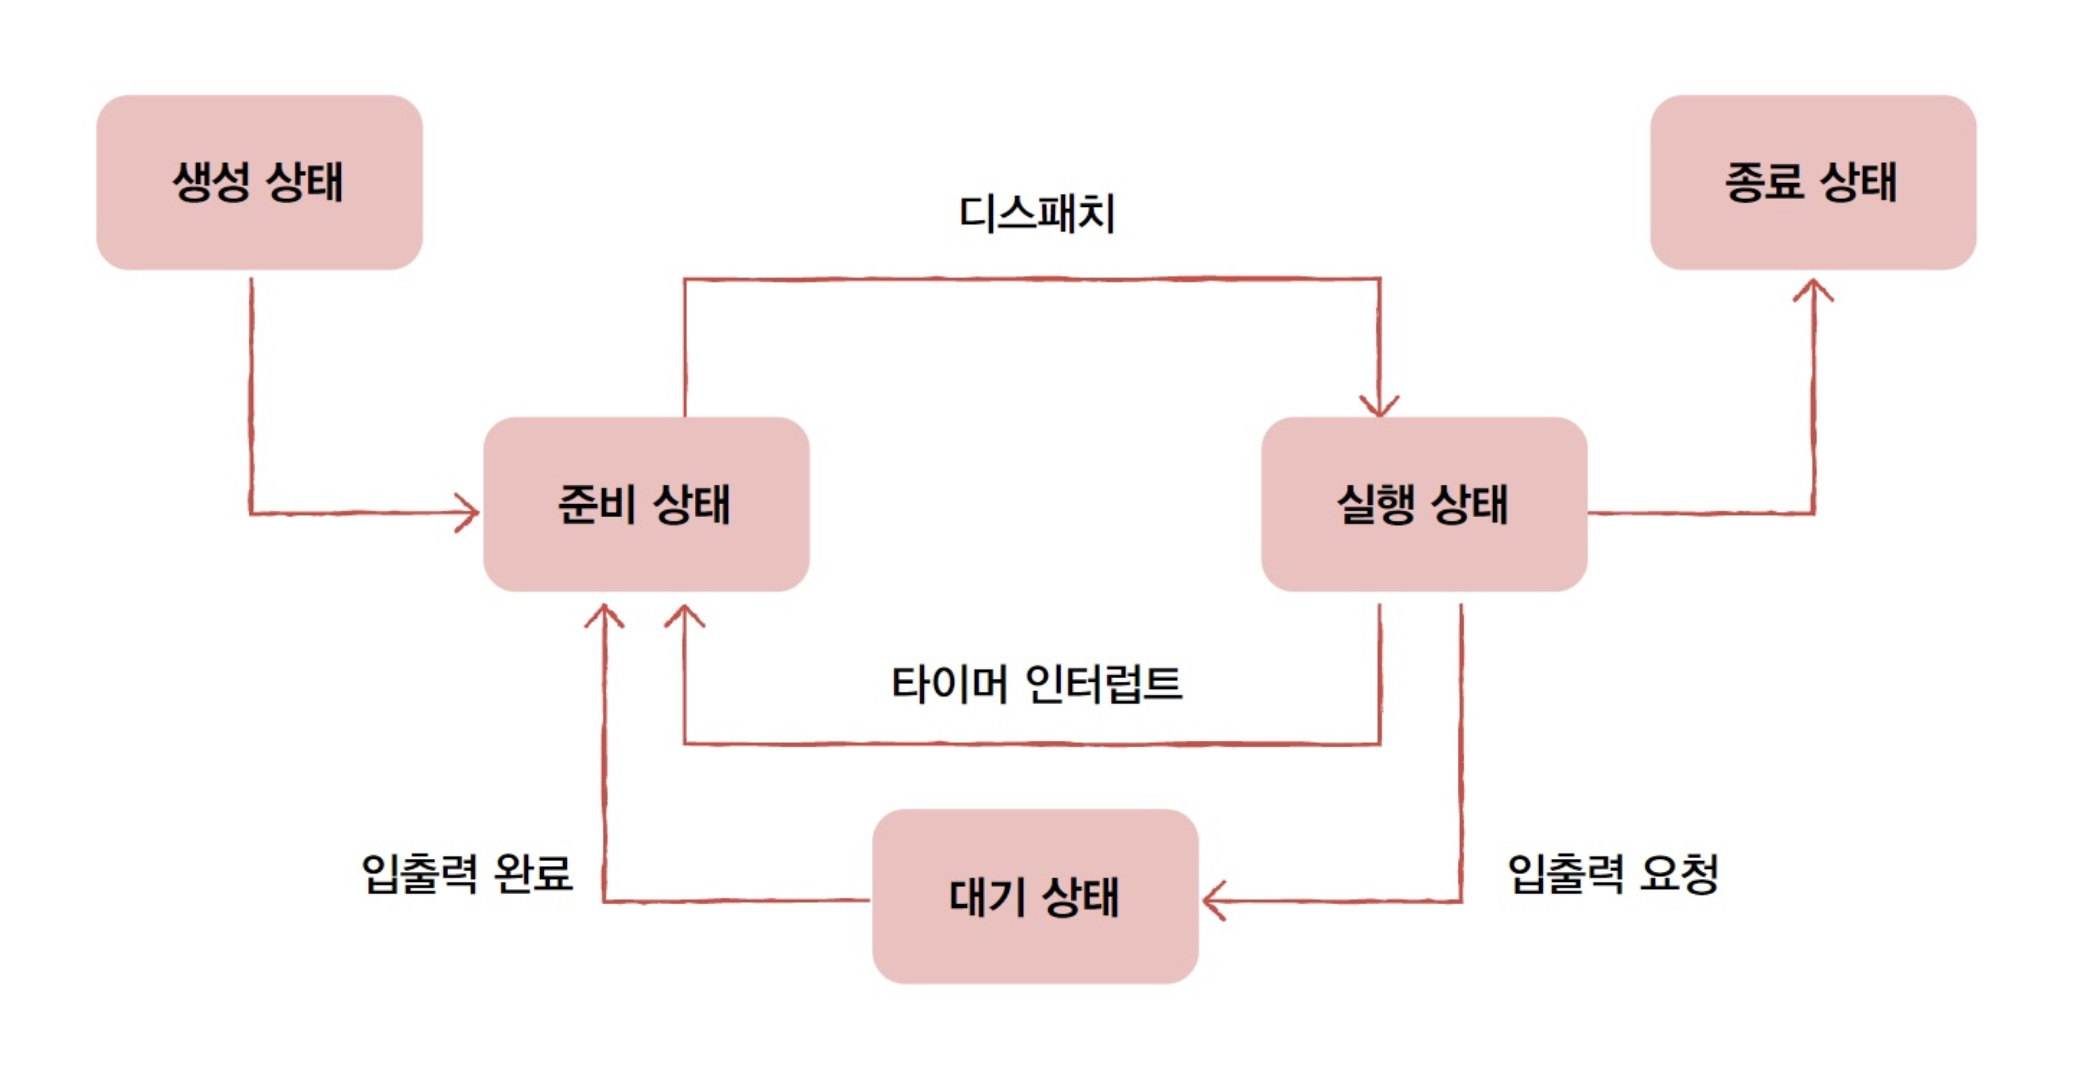 생성 상태
종료 상태
디스패치
준비 상태
실행 상태
타이머 인터럽트
입출력 완료
대기 상태
입출력 요청